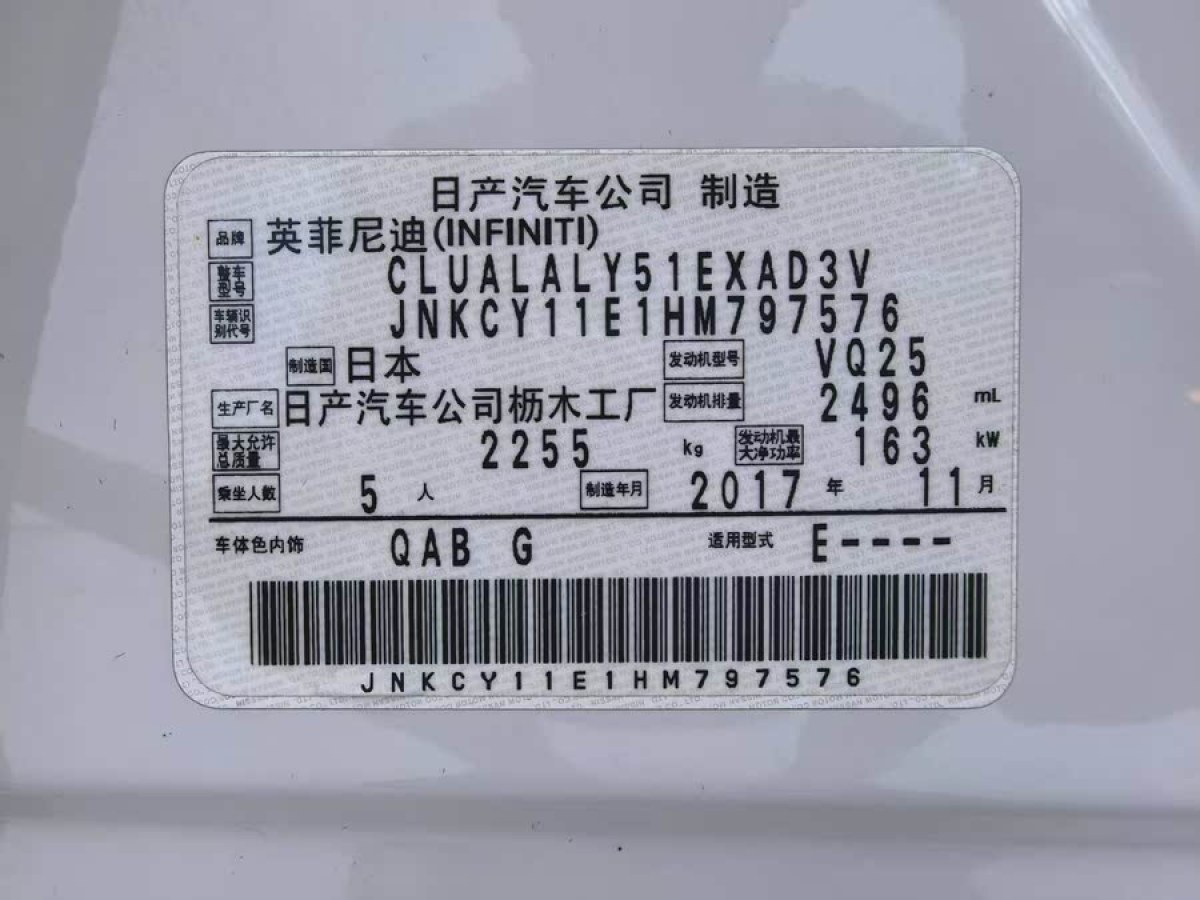 日产汽车公司 制造
品牌 英菲尼迪(INFINITI)
整车型号 CLUALALY51EXAD3V
车辆识别代号 JNKCY11E1HM797576
制造国 日本 发动机型号 VQ25
生产厂名 日产汽车公司枥木工厂 发动机排量 2496 mL
最大允许总质量 2255 kg 发动机最大净功率 163 kW
乘坐人数 5 人 制造年月 2017 年 11 月
车体色内饰 QAB G 适用型式 E----
JNKCY11E1HM797576